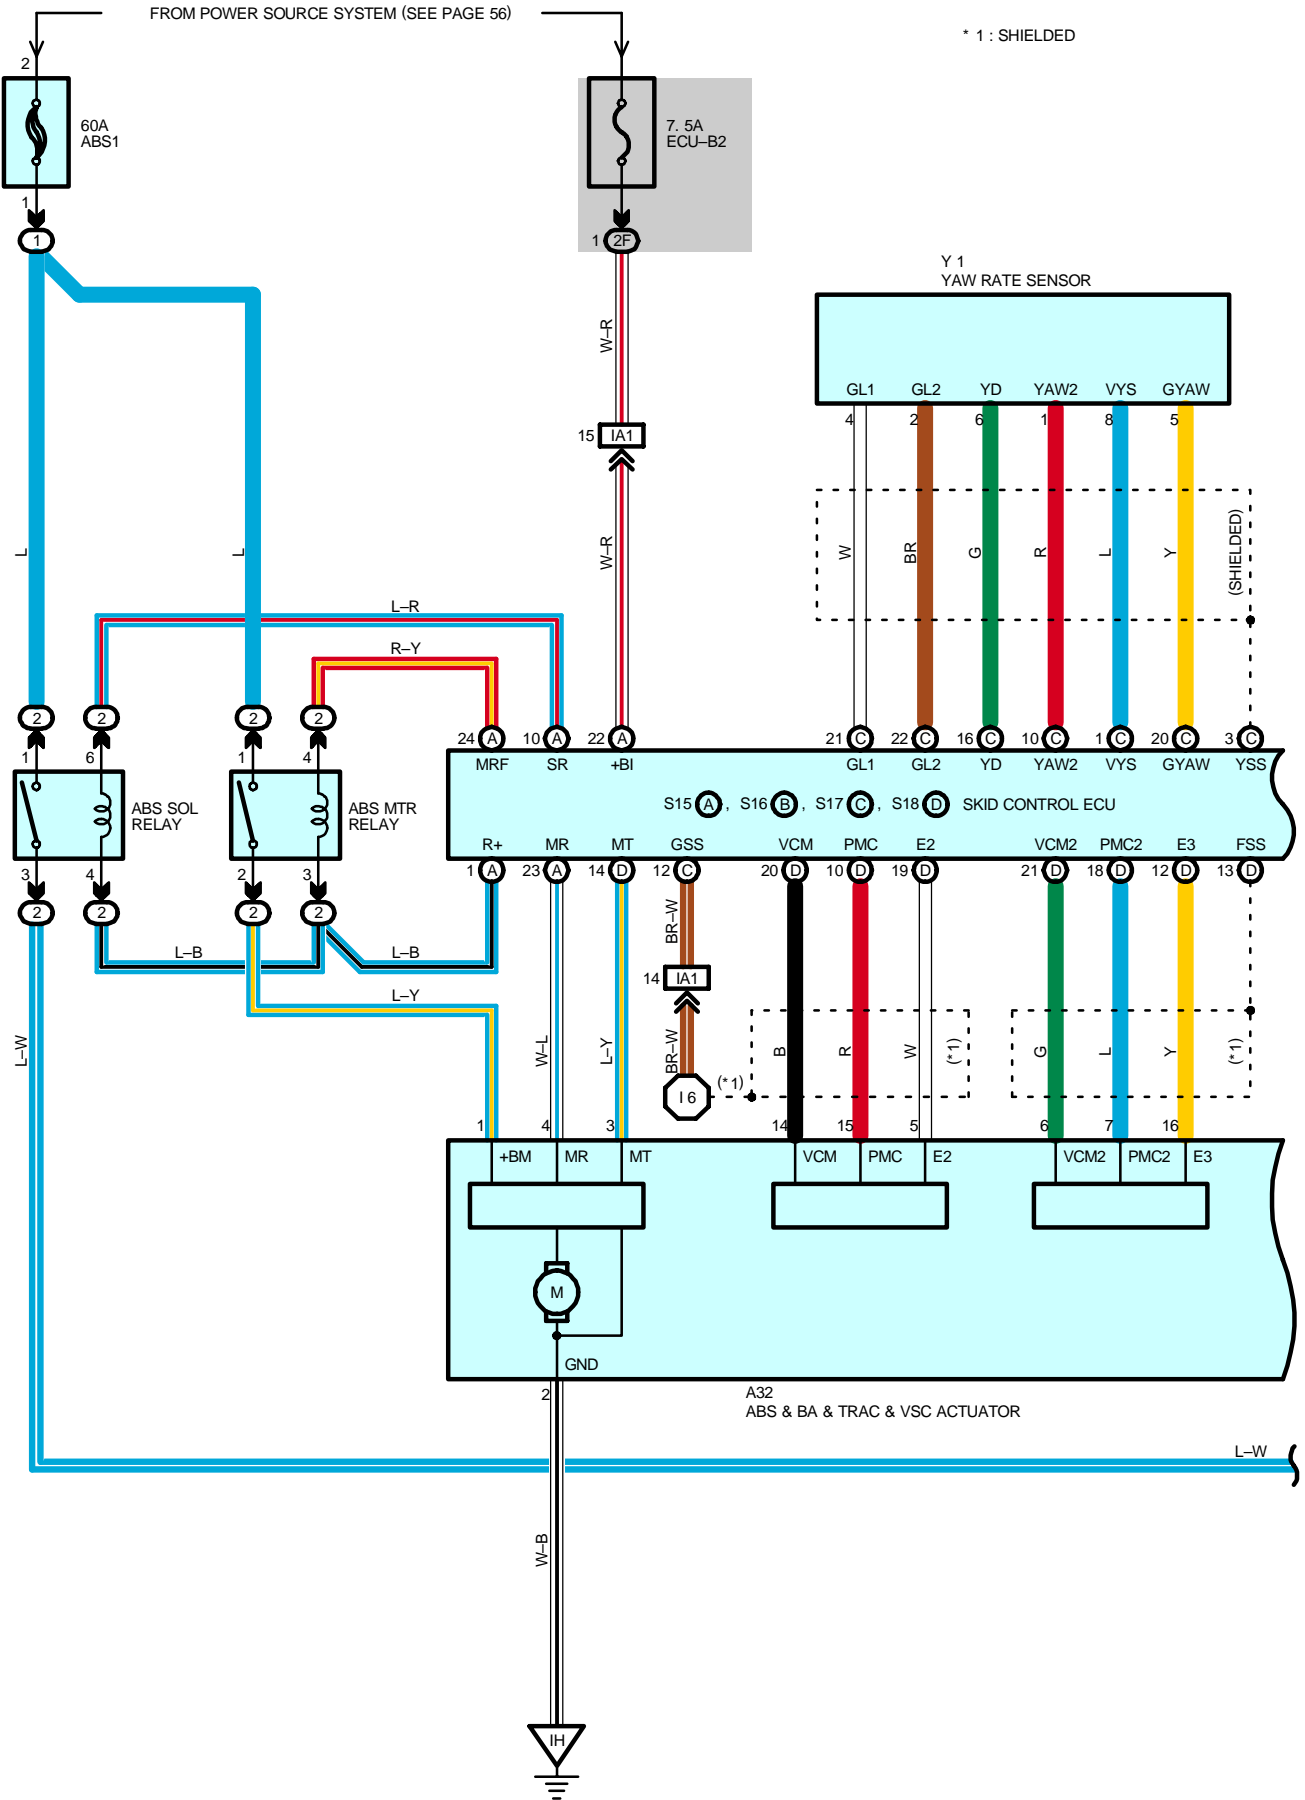 FROM POWER SOURCE SYSTEM (SEE PAGE 56)
* 1 : SHIELDED
2
60A
ABS1
7. 5A
ECU–B2
1
1
1 2F
Y 1
YAW RATE SENSOR
W–R
GL1 GL2 YD YAW2 VYS GYAW
4 2 6 1 8 5
15 IA1
L L W–R W BR G R L Y (SHIELDED)
L–R
R–Y
2 2 2 2
24 A 10 A 22 A 21 C 22 C 16 C 10 C 1 C 20 C 3 C
1 6 1 4
MRF SR +BI GL1 GL2 YD YAW2 VYS GYAW YSS
ABS SOL
RELAY
ABS MTR
RELAY
S15 A , S16 B , S17 C , S18 D SKID CONTROL ECU
R+ MR MT GSS VCM PMC E2 VCM2 PMC2 E3 FSS
3 4 2 3
1 A 23 A 14 D 12 C 20 D 10 D 19 D 21 D 18 D 12 D 13 D
2 2 2 2
BR–W
L–B L–B
14 IA1
L–Y
L–W W–L L–Y BR–W B R W (*1) G L Y (*1)
I 6 (*1)
1 4 3 14 15 5 6 7 16
+BM MR MT VCM PMC E2 VCM2 PMC2 E3
M
GND
2
A32
ABS & BA & TRAC & VSC ACTUATOR
L–W
W–B
IH